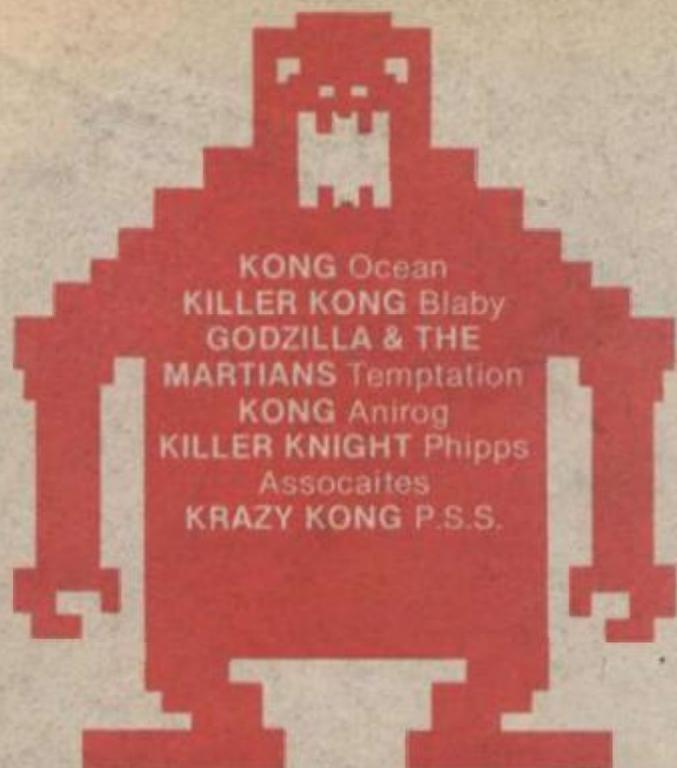 KONG Ocean
KILLER KONG Blaby
GODZILLA & THE
MARTIANS Temptation
KONG Anirog
KILLER KNIGHT Phipps
Assocaites
KRAZY KONG P.S.S.